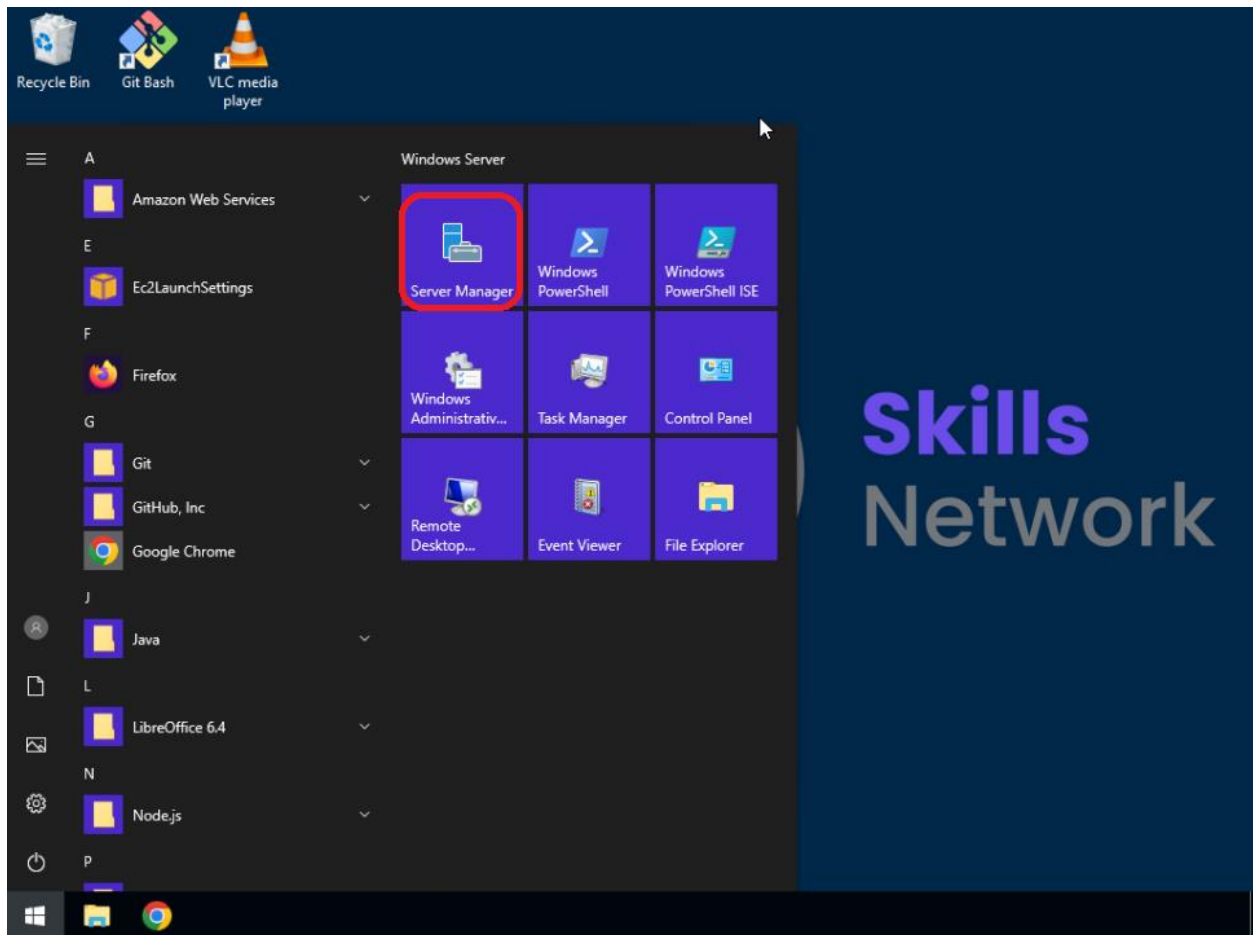 Recycle Bin
Git Bash
VLC media
player
A
Amazon Web Services
E
Ec2LaunchSettings
F
Firefox
G
Git
GitHub, Inc
Google Chrome
J
Java
L
LibreOffice 6.4
N
Node.js
P
Windows Server
Server Manager
Windows
PowerShell
Windows
PowerShell ISE
Windows
Administrativ...
Task Manager
Control Panel
Remote
Desktop...
Event Viewer
File Explorer
Skills
Network